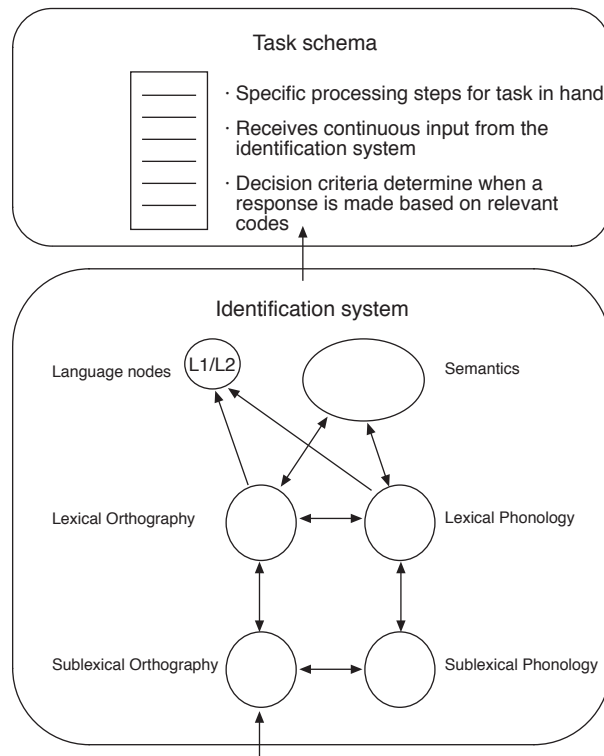 Task schema
· Specific processing steps for task in hand
· Receives continuous input from the
identification system
· Decision criteria determine when a
response is made based on relevant
codes
Identification system
Language nodes
L1/L2
Semantics
Lexical Orthography
Lexical Phonology
Sublexical Orthography
Sublexical Phonology